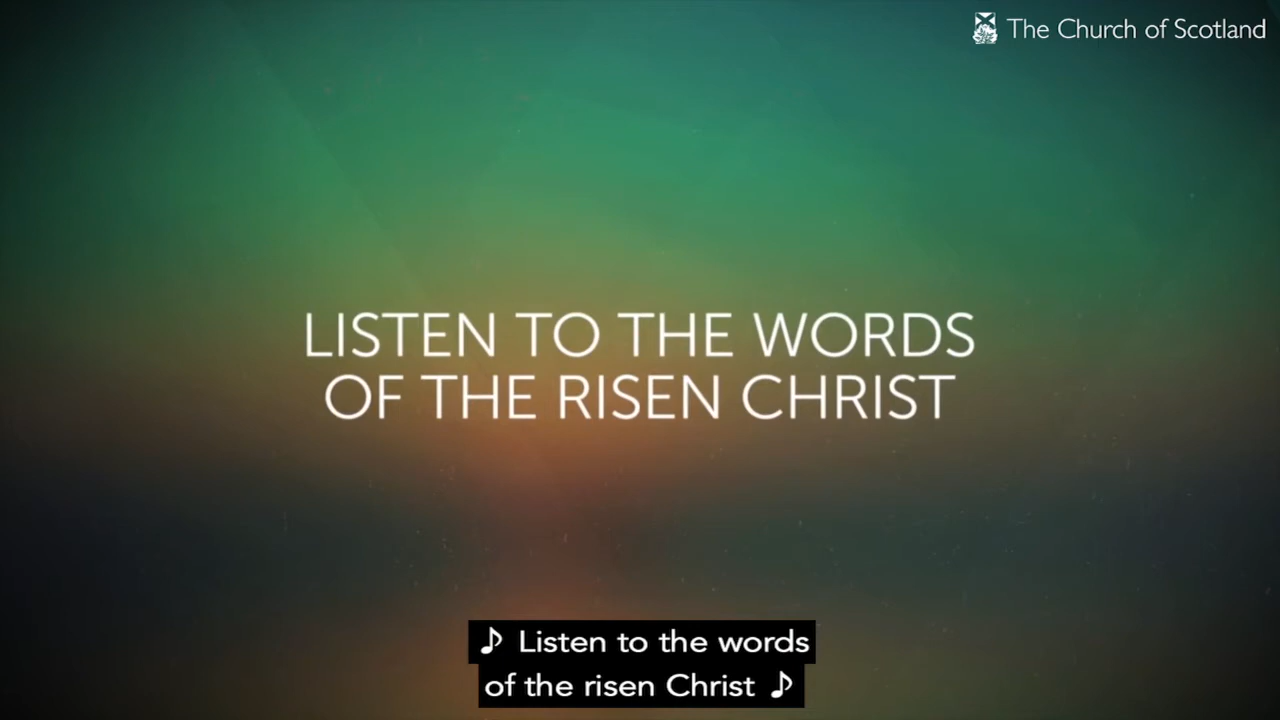 The Church of Scotland
LISTEN TO THE WORDS
OF THE RISEN CHRIST
♪ Listen to the words
of the risen Christ ♪